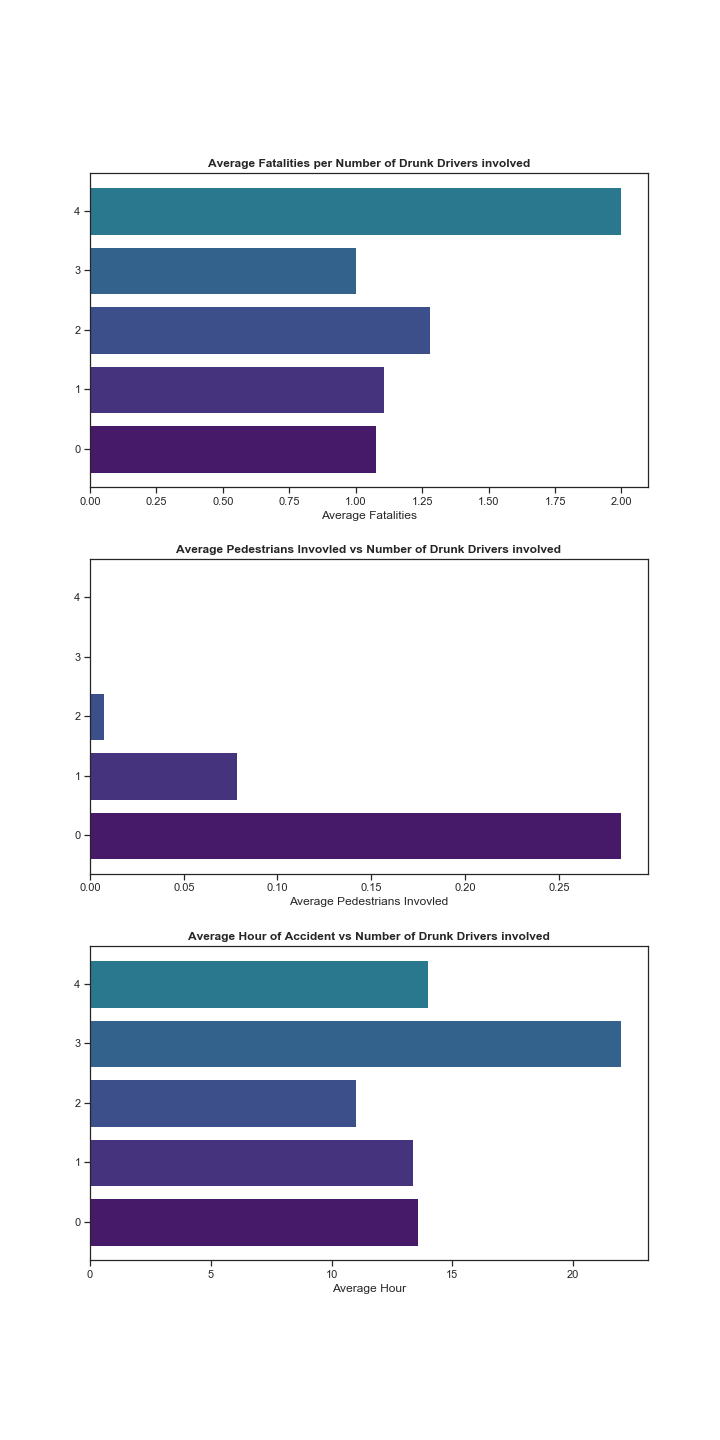 Average Fatalities per Number of Drunk Drivers involved
4
3
2
1
0
0.00 0.25 0.50 0.75 1.00 1.25 1.50 1.75 2.00
Average Fatalities
Average Pedestrians Invovled vs Number of Drunk Drivers involved
4
3
2
1
0
0.00 0.05 0.10 0.15 0.20 0.25
Average Pedestrians Invovled
Average Hour of Accident vs Number of Drunk Drivers involved
4
3
2
1
0
0 5 10 15 20
Average Hour